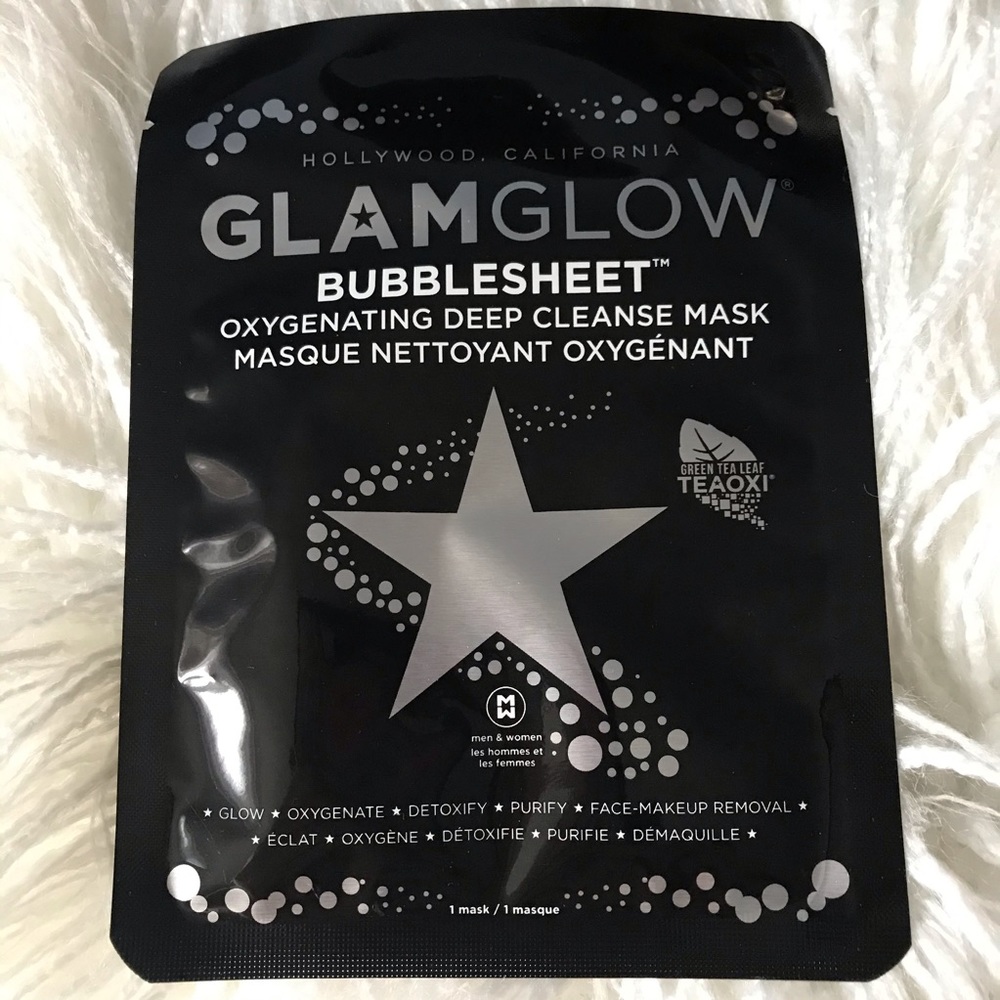 HOLLYWOOD, CALIFORNIA
GLAMGLOW®
BUBBLESHEET™
OXYGENATING DEEP CLEANSE MASK
MASQUE NETTOYANT OXYGÉNANT
GREEN TEA LEAF
TEAOXI®
MW
men & women
les hommes et
les femmes
★ GLOW ★ OXYGENATE ★ DETOXIFY ★ PURIFY ★ FACE-MAKEUP REMOVAL ★
★ ÉCLAT ★ OXYGÈNE ★ DÉTOXIFIE ★ PURIFIE ★ DÉMAQUILLE ★
1 mask / 1 masque